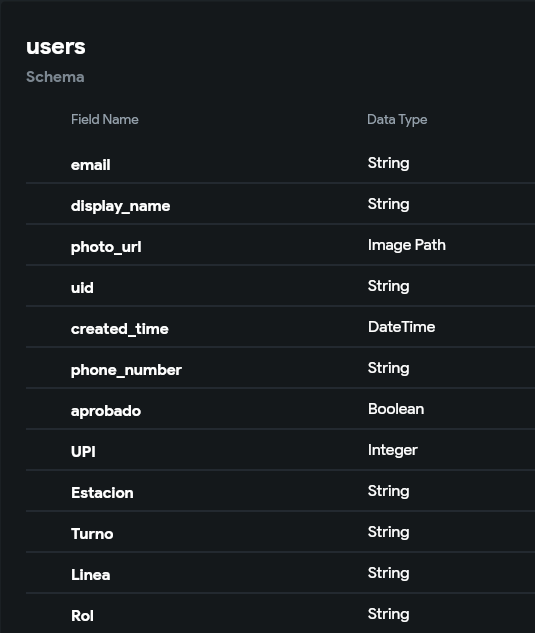 users
Schema
Field Name Data Type
email String
display_name String
photo_url Image Path
uid String
created_time DateTime
phone_number String
aprobado Boolean
UPI Integer
Estacion String
Turno String
Linea String
Rol String